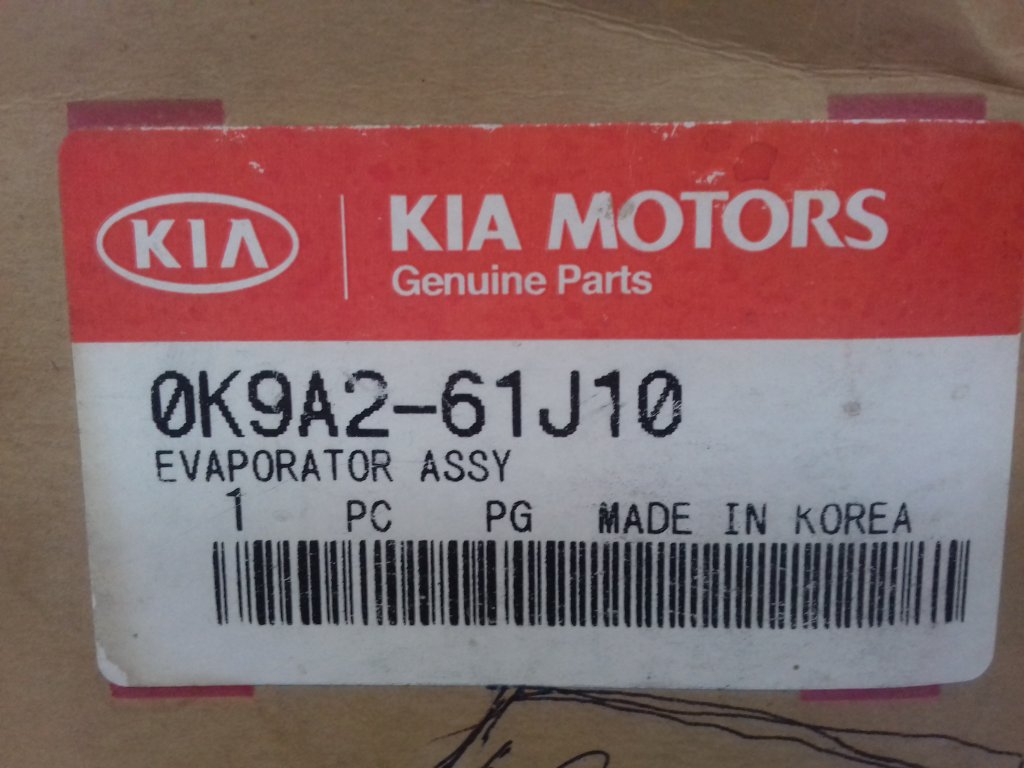 KIA
KIA MOTORS
Genuine Parts
0K9A2-61J10
EVAPORATOR ASSY
1 PC PG MADE IN KOREA